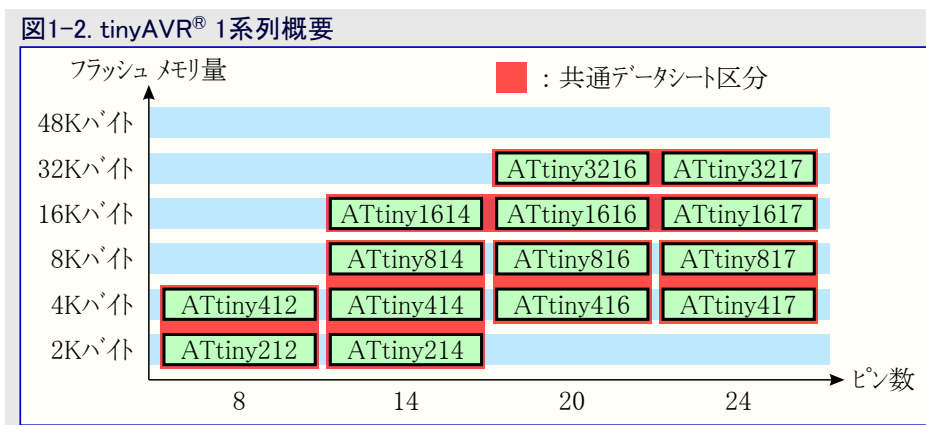 図1-2. tinyAVR® 1系列概要
フラッシュ メモリ量
：共通データシート区分
48Kバイト
32Kバイト ATtiny3216 ATtiny3217
16Kバイト ATtiny1614 ATtiny1616 ATtiny1617
8Kバイト ATtiny814 ATtiny816 ATtiny817
4Kバイト ATtiny412 ATtiny414 ATtiny416 ATtiny417
2Kバイト ATtiny212 ATtiny214
ピン数
8 14 20 24